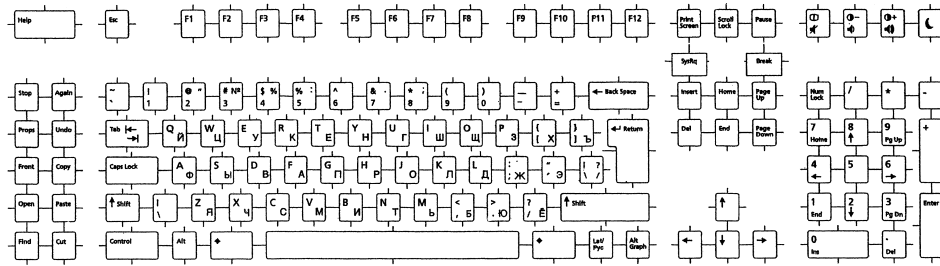 Help Esc F1 F2 F3 F4 F5 F6 F7 F8 F9 F10 F11 F12 Print Screen Scroll Lock Pause
SysRq Break
Stop Again ~ ` ! 1 @ " 2 # № 3 $ ; 4 % : 5 ^ 6 & . 7 * ; 8 ( 9 ) 0 — - + = ← Back Space Insert Home Page Up Num Lock / * -
Props Undo Tab Q Й W Ц E У R К T Е Y Н U Г I Ш O Щ P З { [ Х } ] Ъ ↵ Return Del End Page Down 7 Home 8 ↑ 9 Pg Up +
Front Copy Caps Lock A Ф S Ы D В F А G П H Р J О K Л L Д : ; Ж " ' Э | ? \ / 4 ← 5 6 →
Open Paste ↑ Shift | \ Z Я X Ч C С V М B И N Т M Ь < , Б > . Ю ? / Ё ↑ Shift ↑ 1 End 2 ↓ 3 Pg Dn Enter
Find Cut Control Alt ◆ ◆ Lat/ Рус Alt Graph ← ↓ → 0 Ins . Del